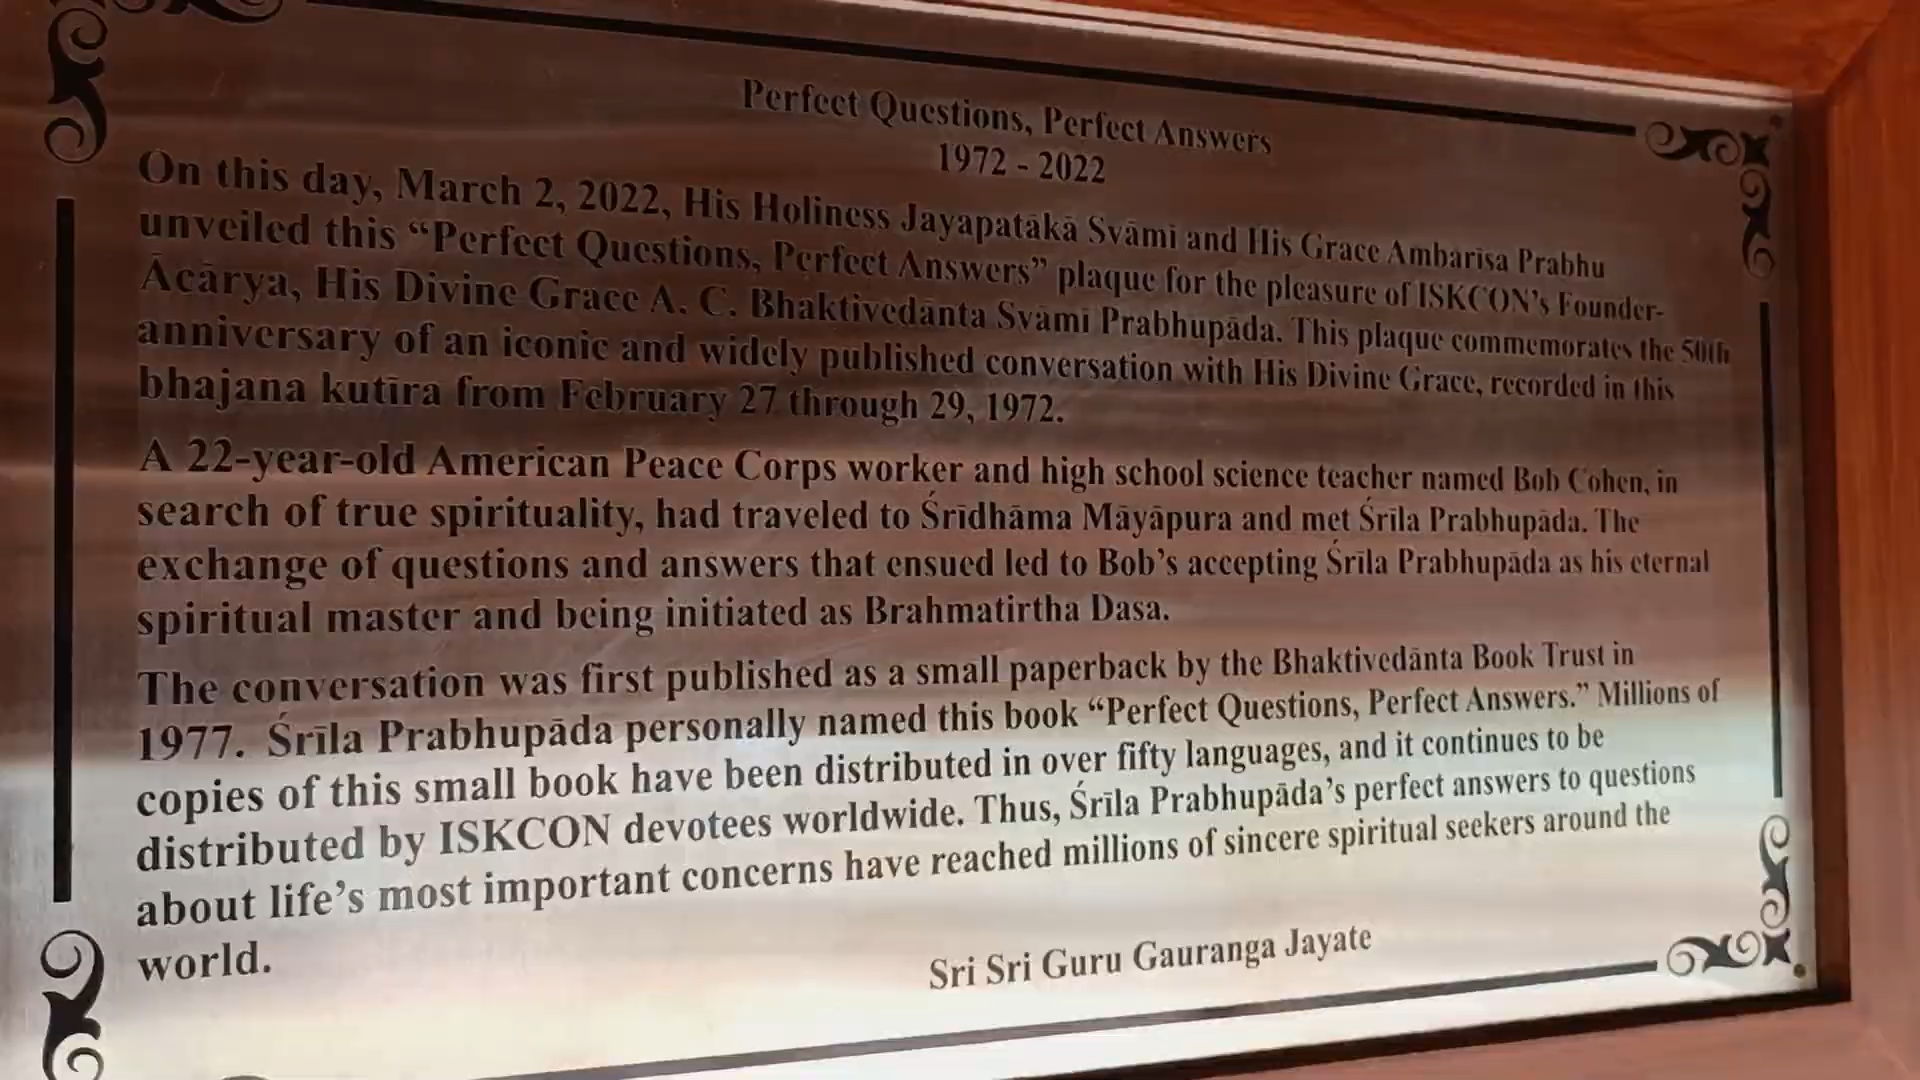 Perfect Questions, Perfect Answers
1972 - 2022
On this day, March 2, 2022, His Holiness Jayapatākā Svāmī and His Grace Ambarīsa Prabhu
unveiled this “Perfect Questions, Perfect Answers” plaque for the pleasure of ISKCON’s Founder-
Ācārya, His Divine Grace A. C. Bhaktivedānta Svāmī Prabhupāda. This plaque commemorates the 50th
anniversary of an iconic and widely published conversation with His Divine Grace, recorded in this
bhajana kutīra from February 27 through 29, 1972.
A 22-year-old American Peace Corps worker and high school science teacher named Bob Cohen, in
search of true spirituality, had traveled to Śrīdhāma Māyāpura and met Śrīla Prabhupāda. The
exchange of questions and answers that ensued led to Bob’s accepting Śrīla Prabhupāda as his eternal
spiritual master and being initiated as Brahmatirtha Dasa.
The conversation was first published as a small paperback by the Bhaktivedānta Book Trust in
1977. Śrīla Prabhupāda personally named this book “Perfect Questions, Perfect Answers.” Millions of
copies of this small book have been distributed in over fifty languages, and it continues to be
distributed by ISKCON devotees worldwide. Thus, Śrīla Prabhupāda’s perfect answers to questions
about life’s most important concerns have reached millions of sincere spiritual seekers around the
world.
Sri Sri Guru Gauranga Jayate